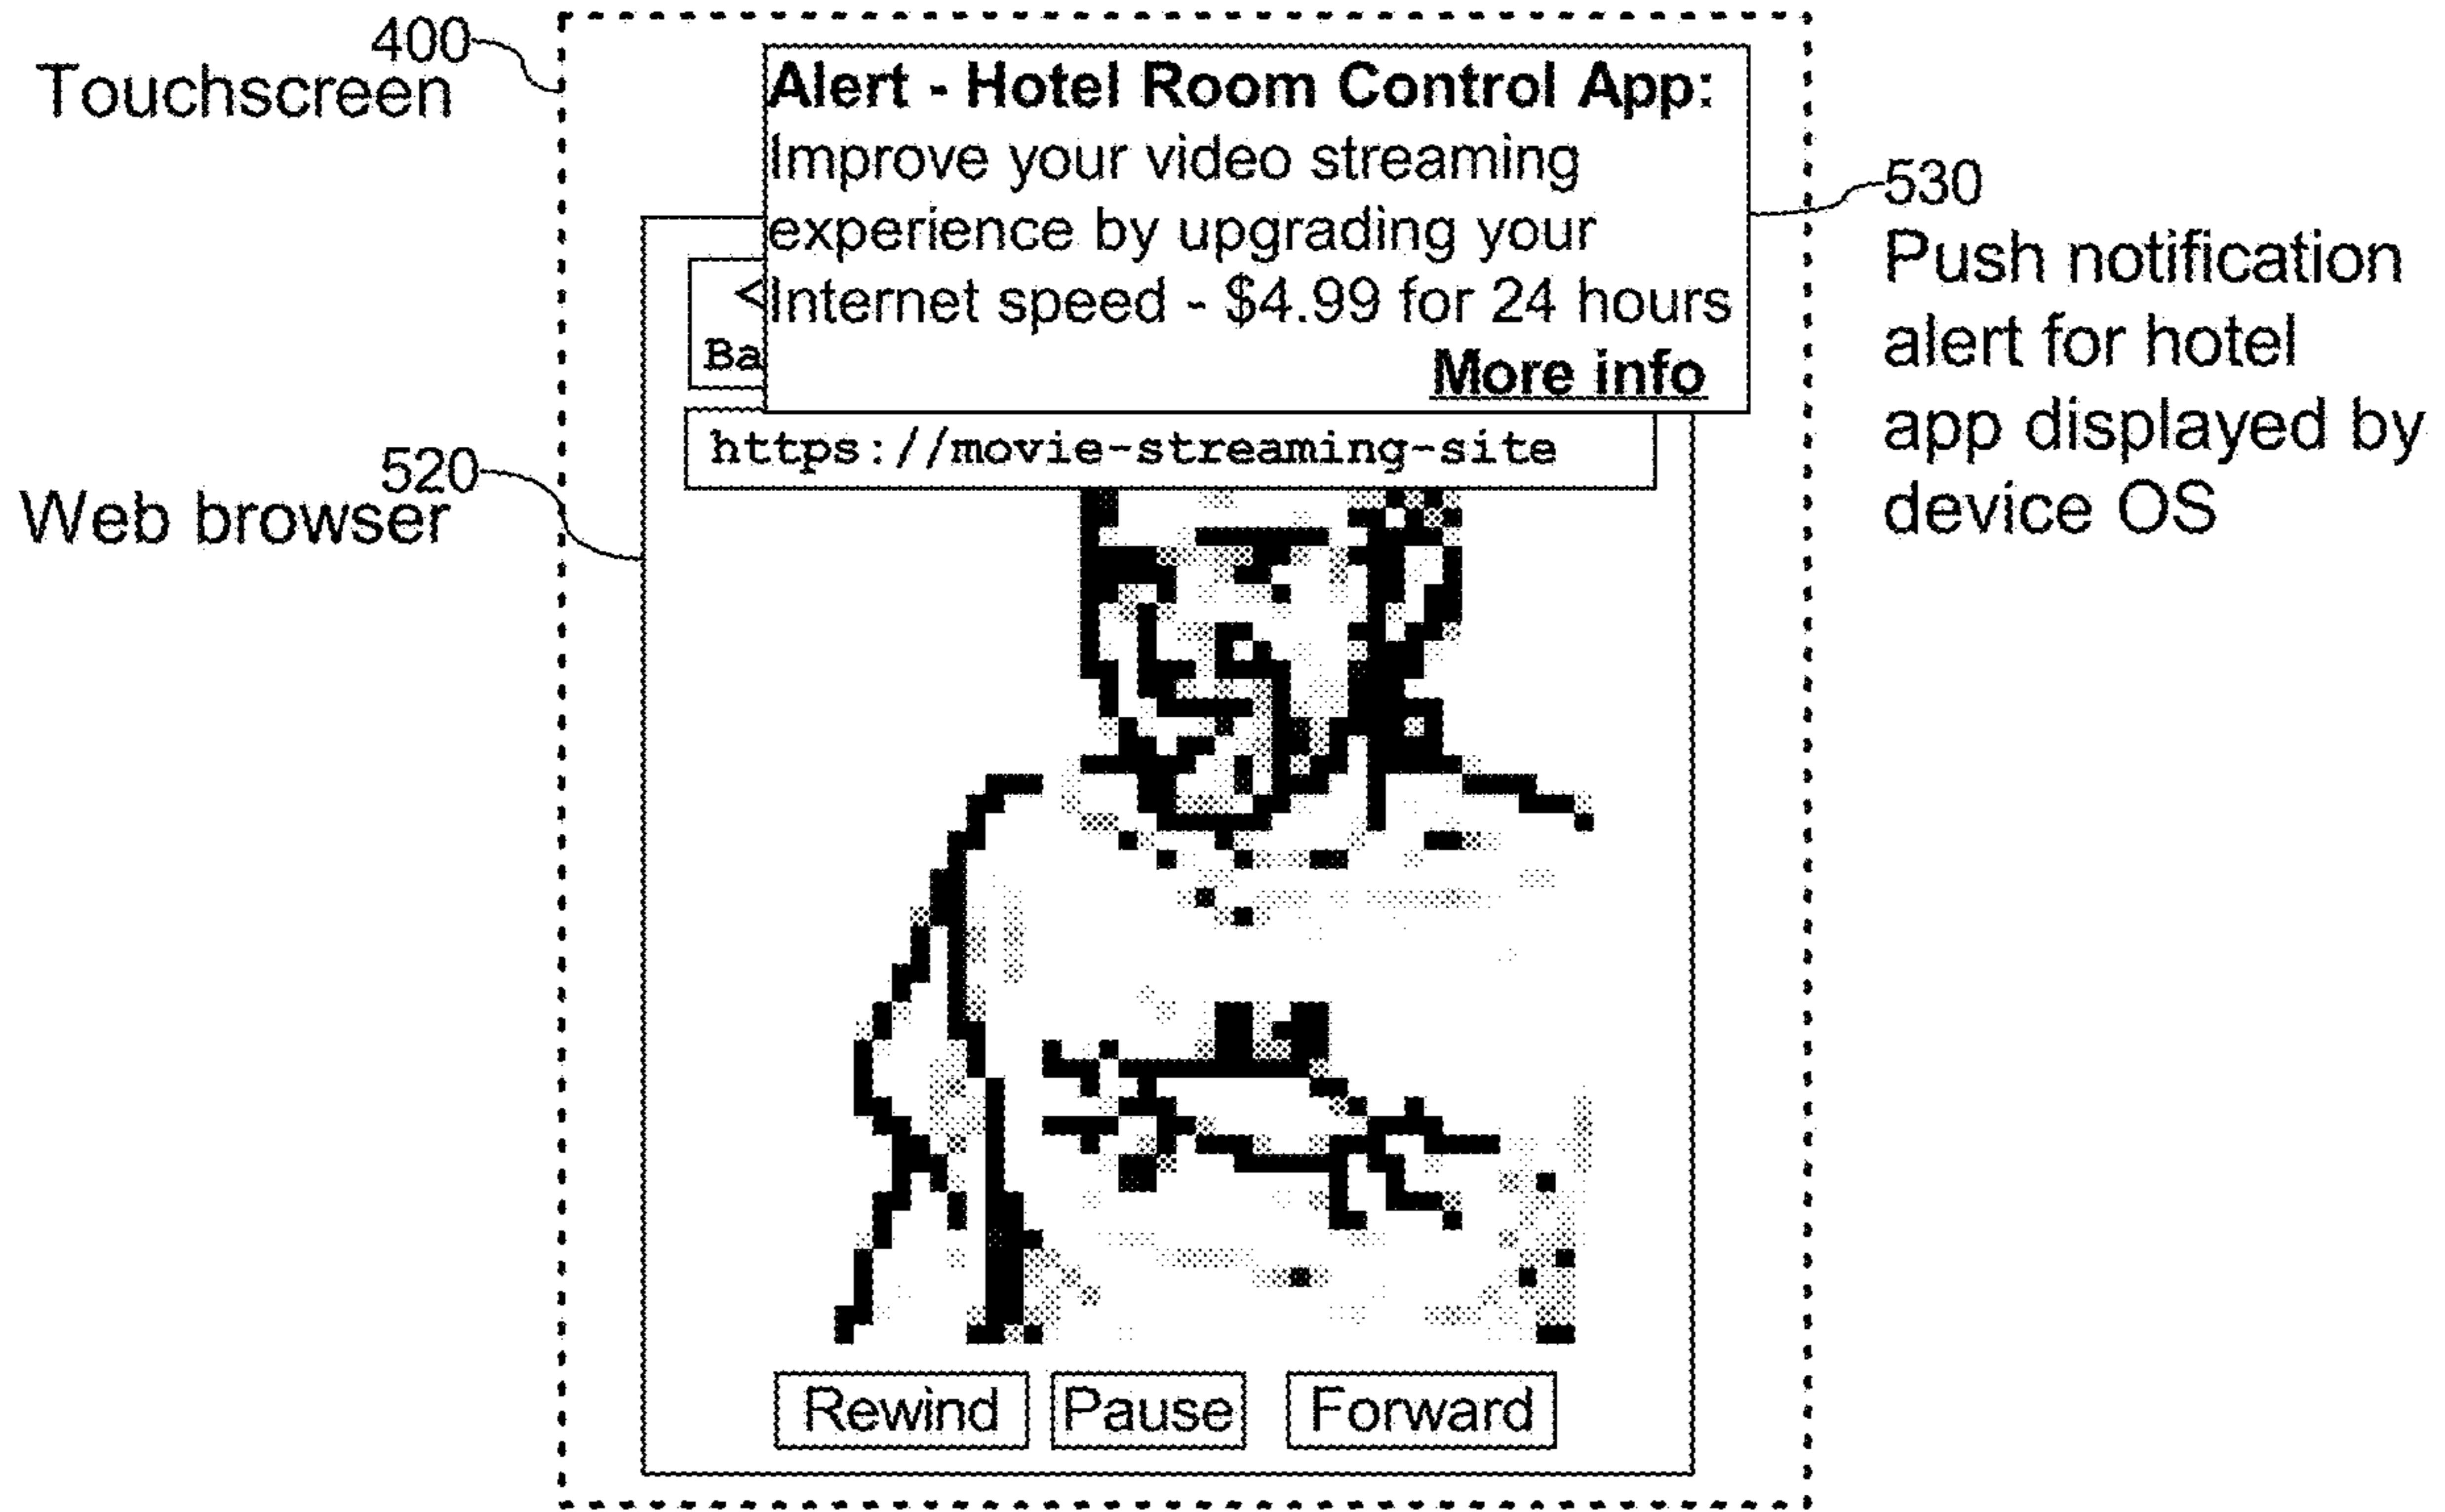 400
Touchscreen
Alert - Hotel Room Control App:
Improve your video streaming
experience by upgrading your
Internet speed - $4.99 for 24 hours
More info
<
Ba
https://movie-streaming-site
530
Push notification
alert for hotel
app displayed by
device OS
520
Web browser
Rewind
Pause
Forward